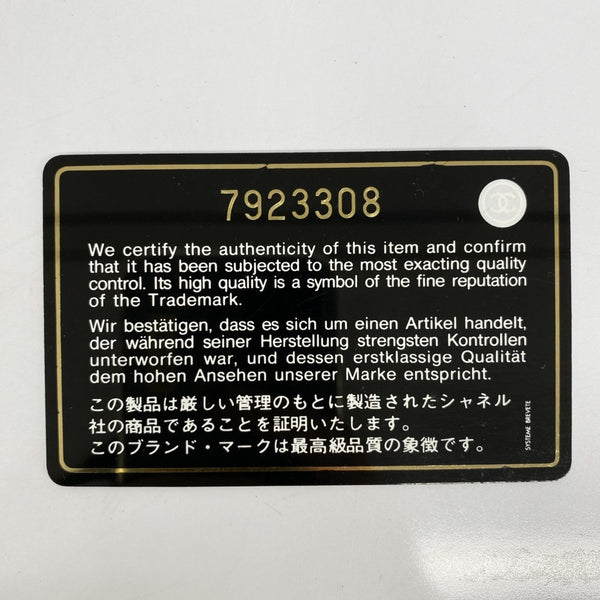 7923308
We certify the authenticity of this item and confirm
that it has been subjected to the most exacting quality
control. Its high quality is a symbol of the fine reputation
of the Trademark.
Wir bestätigen, dass es sich um einen Artikel handelt,
der während seiner Herstellung strengsten Kontrollen
unterworfen war, und dessen erstklassige Qualität
dem hohen Ansehen unserer Marke entspricht.
この製品は厳しい管理のもとに製造されたシャネル
社の商品であることを証明いたします。
このブランド・マークは最高級品質の象徴です。
SYSTEME BREVETE